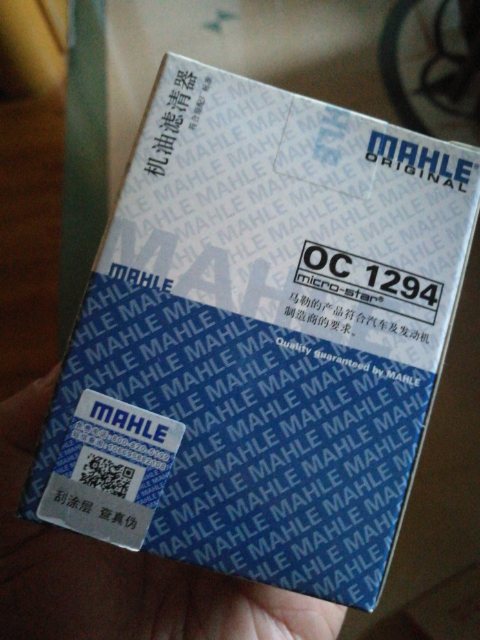 机油滤清器
MAHLE
ORIGINAL
OC 1294
micro-star®
马勒的产品符合汽车及发动机
制造商的要求。
MAHLE
Quality guaranteed by MAHLE
MAHLE
刮涂层 查真伪